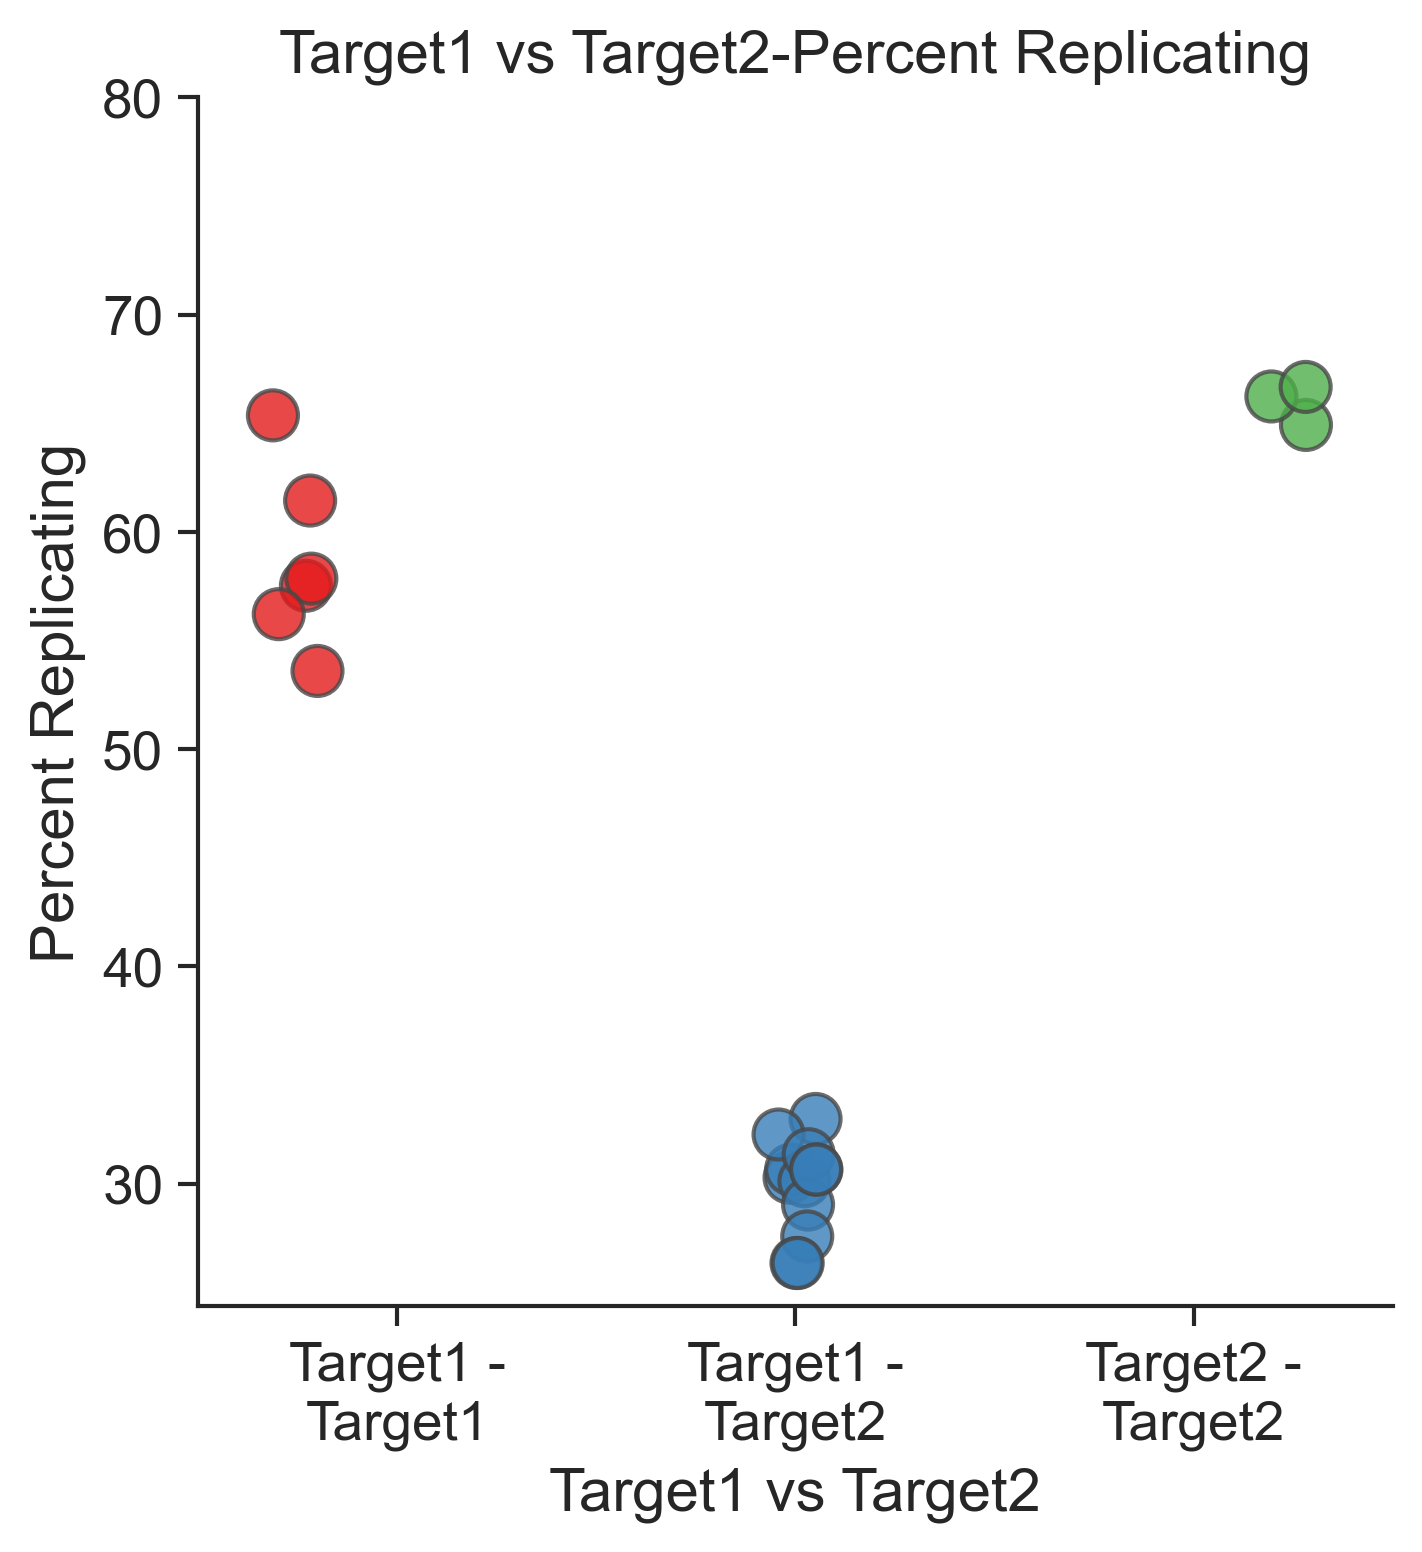 Target1 vs Target2-Percent Replicating
80
70
60
50
40
30
Percent Replicating
Target1 -
Target1
Target1 -
Target2
Target2 -
Target2
Target1 vs Target2